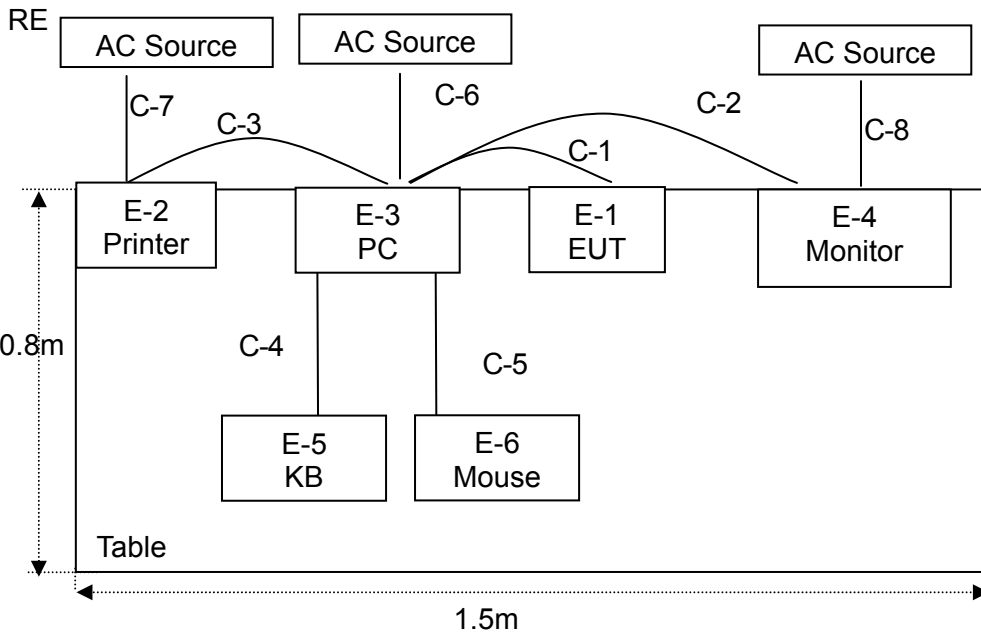 RE
AC Source
AC Source
AC Source
C-7
C-6
C-2
C-3
C-8
C-1
E-2
Printer
E-3
PC
E-1
EUT
E-4
Monitor
0.8m
C-4
C-5
E-5
KB
E-6
Mouse
Table
1.5m